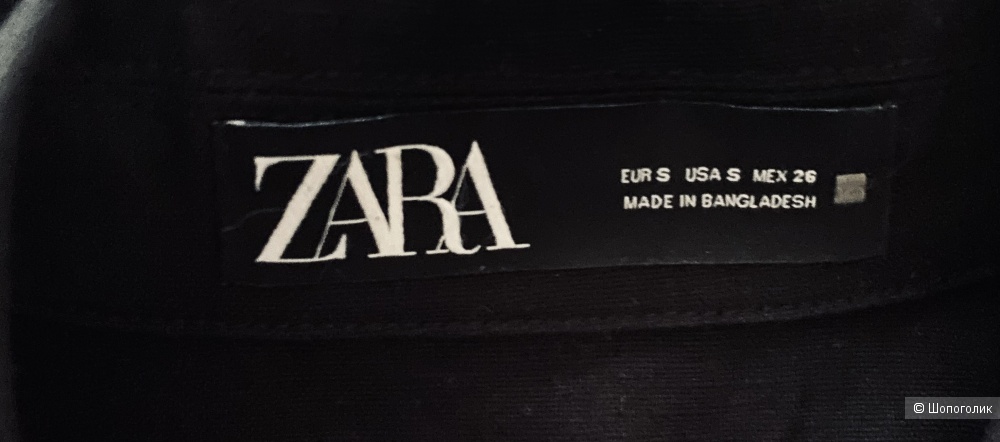 ZARA
EUR S USA S MEX 26
MADE IN BANGLADESH
© Шопоголик